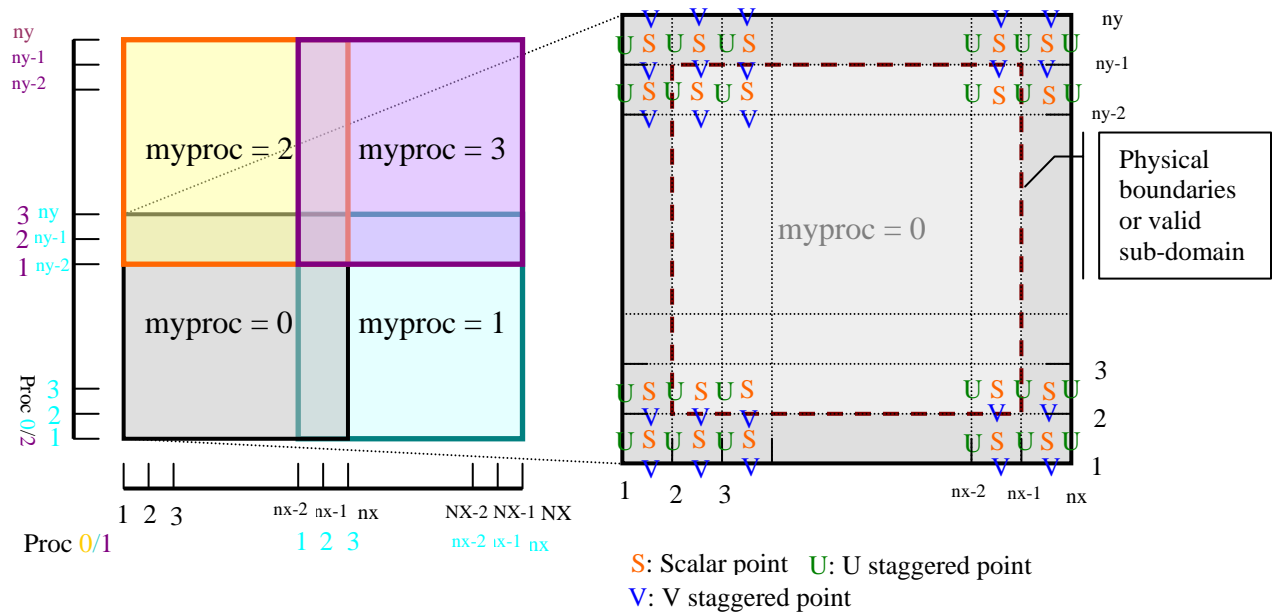 ny
ny-1
ny-2
myproc = 2
myproc = 3
3 ny
2 ny-1
1 ny-2
myproc = 0
myproc = 1
Proc 0/2
3
2
1
1 2 3 nx-2 nx-1 nx NX-2 NX-1 NX
Proc 0/1 1 2 3 nx-2 nx-1 nx
V V V V V
U S U S U S U S U S U
V V V V V
U S U S U S U S U S U
V V V
ny
ny-1
ny-2
myproc = 0
Physical
boundaries
or valid
sub-domain
3
U S U S U S U S U S U
V V V V V
2
U S U S U S U S U S U
V V V V V
1
1 2 3 nx-2 nx-1 nx
S: Scalar point U: U staggered point
V: V staggered point